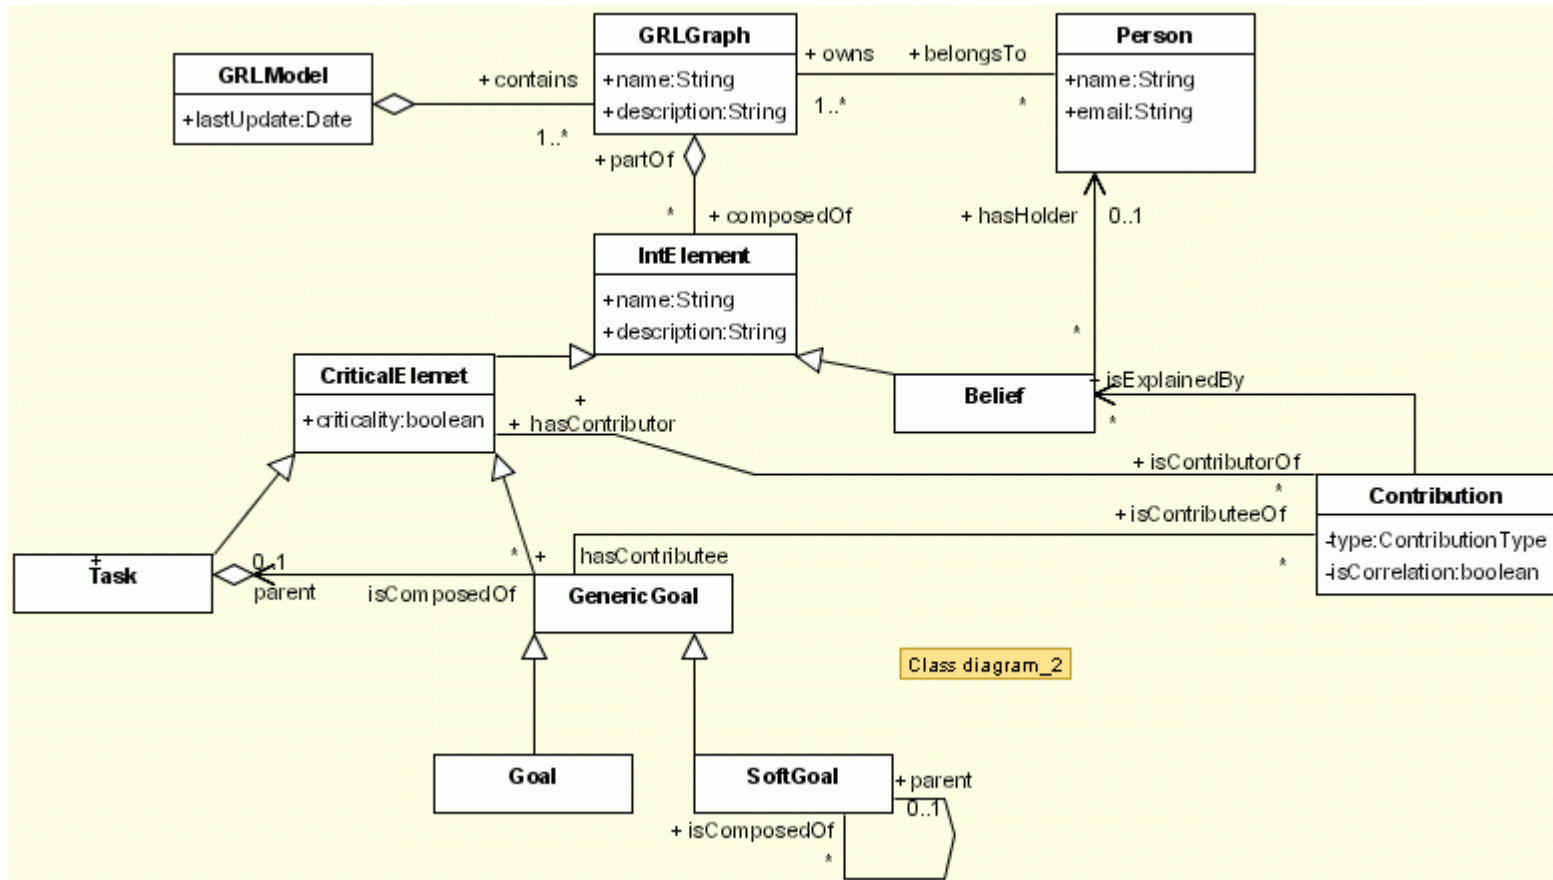 GRLModel
+lastUpdate:Date
+ contains
1..*
GRLGraph
+name:String
+description:String
+ owns
+ belongsTo
1..*
*
Person
+name:String
+email:String
+ partOf
*
+ composedOf
+ hasHolder
0..1
*
IntElement
+name:String
+description:String
CriticalElemet
+criticality:boolean
+
+ hasContributor
Belief
+ isExplainedBy
*
+ isContributorOf
*
+ isContributeeOf
*
Contribution
-type:ContributionType
-isCorrelation:boolean
+
Task
0..1
parent
* +
isComposedOf
hasContributee
GenericGoal
Class diagram_2
Goal
SoftGoal
+ parent
0..1
+ isComposedOf
*